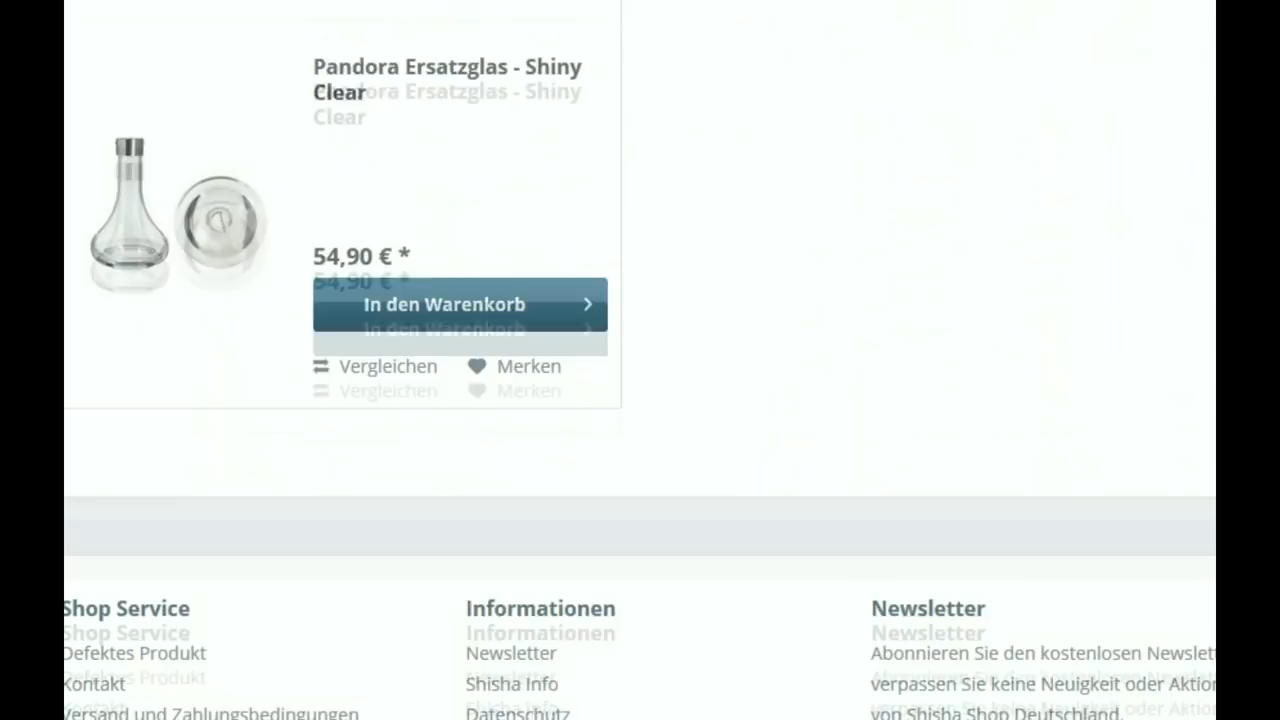 Pandora Ersatzglas - Shiny
Clear
54,90 € *
In den Warenkorb
Vergleichen
Merken
Shop Service
Defektes Produkt
Kontakt
Versand und Zahlungsbedingungen
Informationen
Newsletter
Shisha Info
Datenschutz
Newsletter
Abonnieren Sie den kostenlosen Newslett
verpassen Sie keine Neuigkeit oder Aktion
von Shisha Shop Deutschland.